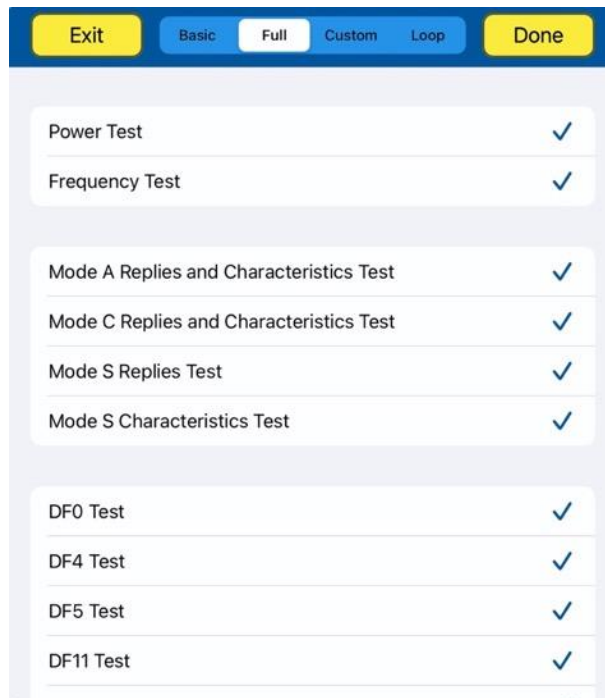 Exit Basic Full Custom Loop Done
Power Test
Frequency Test
Mode A Replies and Characteristics Test
Mode C Replies and Characteristics Test
Mode S Replies Test
Mode S Characteristics Test
DF0 Test
DF4 Test
DF5 Test
DF11 Test